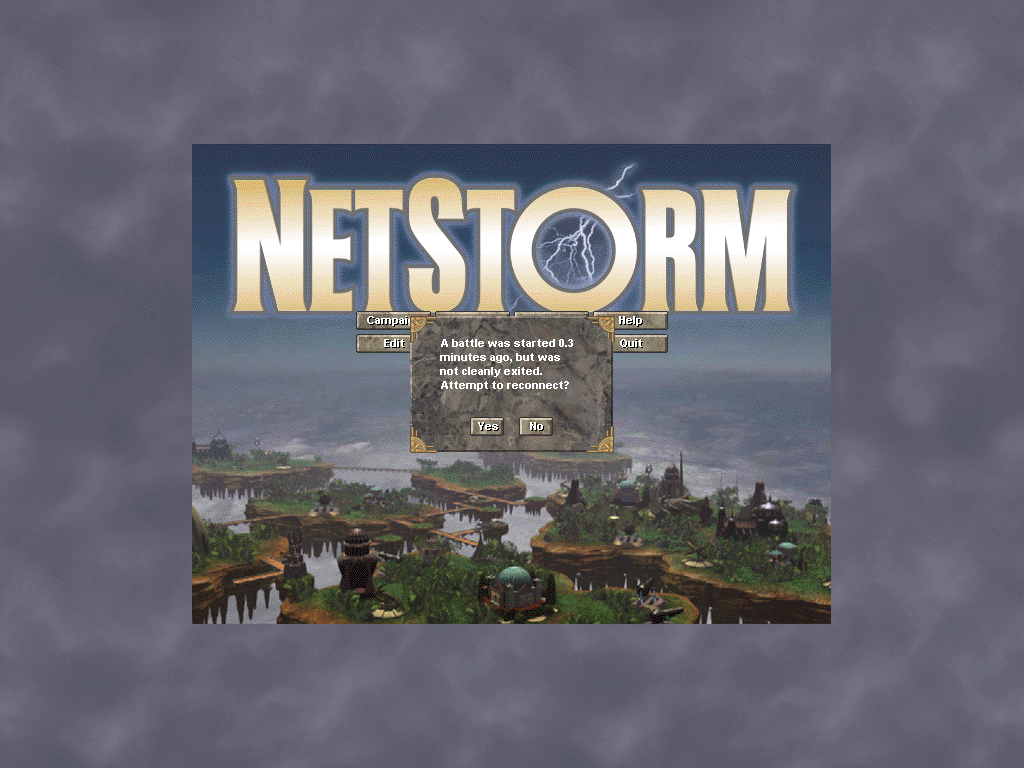 NETSTORM
Campai Help
Edit Quit
A battle was started 0.3
minutes ago, but was
not cleanly exited.
Attempt to reconnect?
Yes No